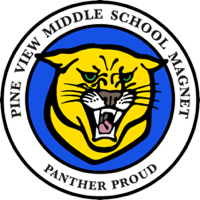 PINE VIEW MIDDLE SCHOOL MAGNET
PANTHER PROUD